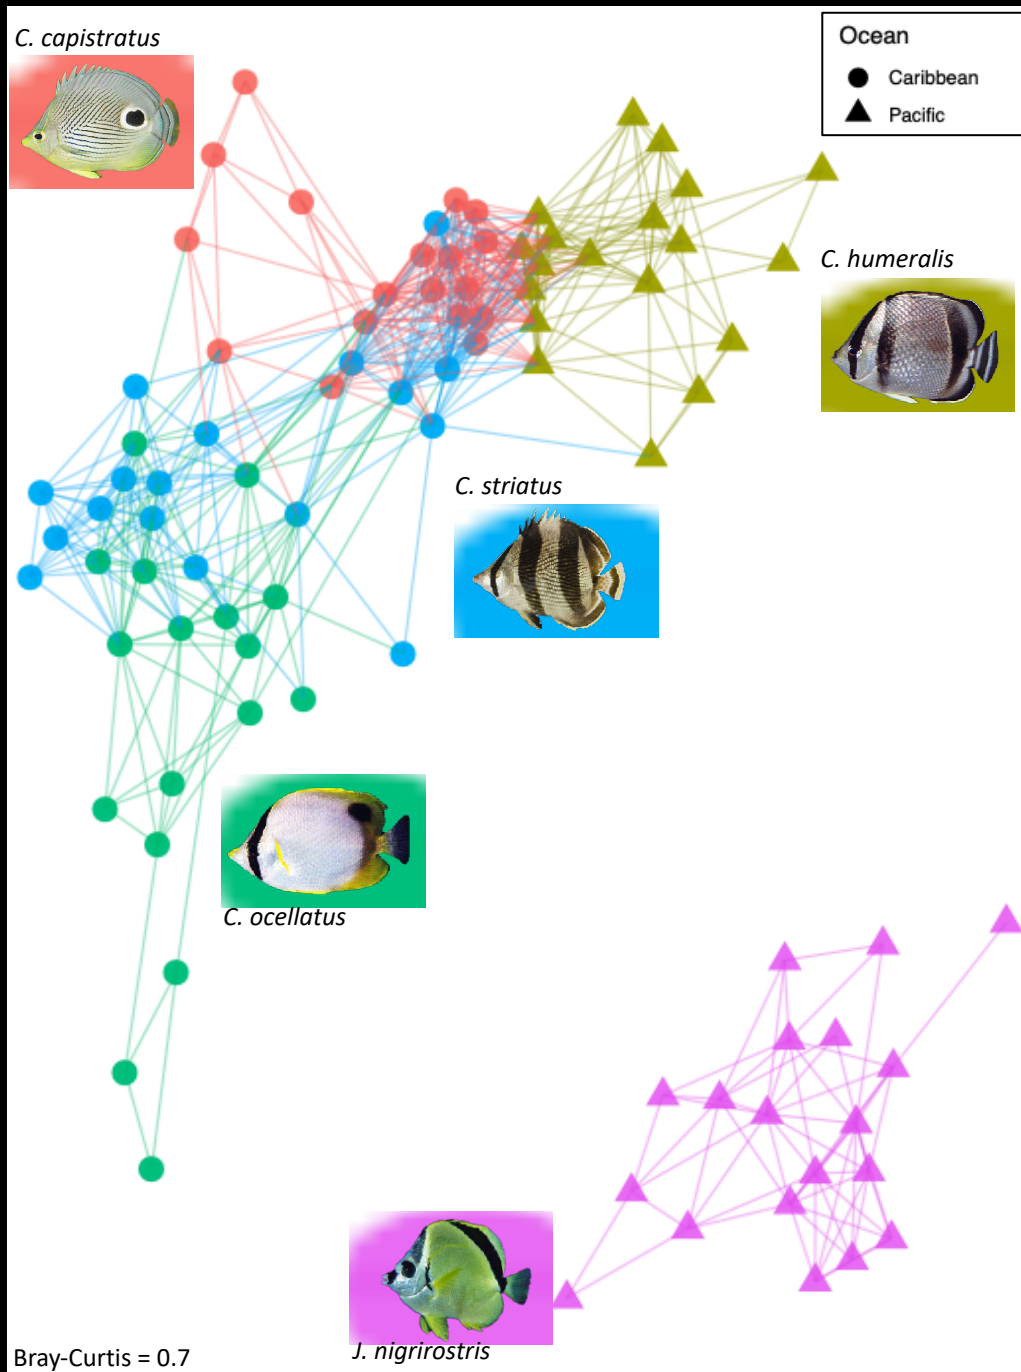 C. capistratus
Ocean
Caribbean
Pacific
C. humeralis
C. striatus
C. ocellatus
J. nigrirostris
Bray-Curtis = 0.7